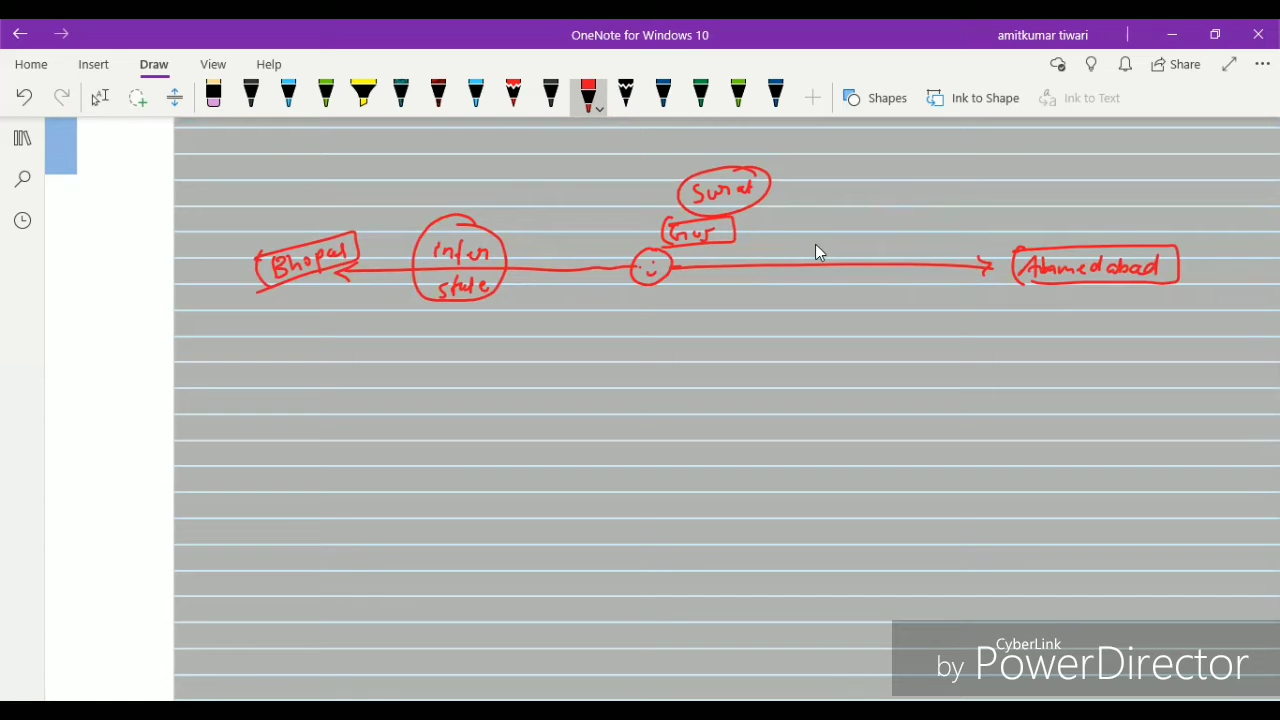 OneNote for Windows 10
amitkumar tiwari
Home Insert Draw View Help
Share
Shapes
Ink to Shape
Ink to Text
Surat
Guj
Bhopal
inter
state
Ahmedabad
CyberLink
by PowerDirector